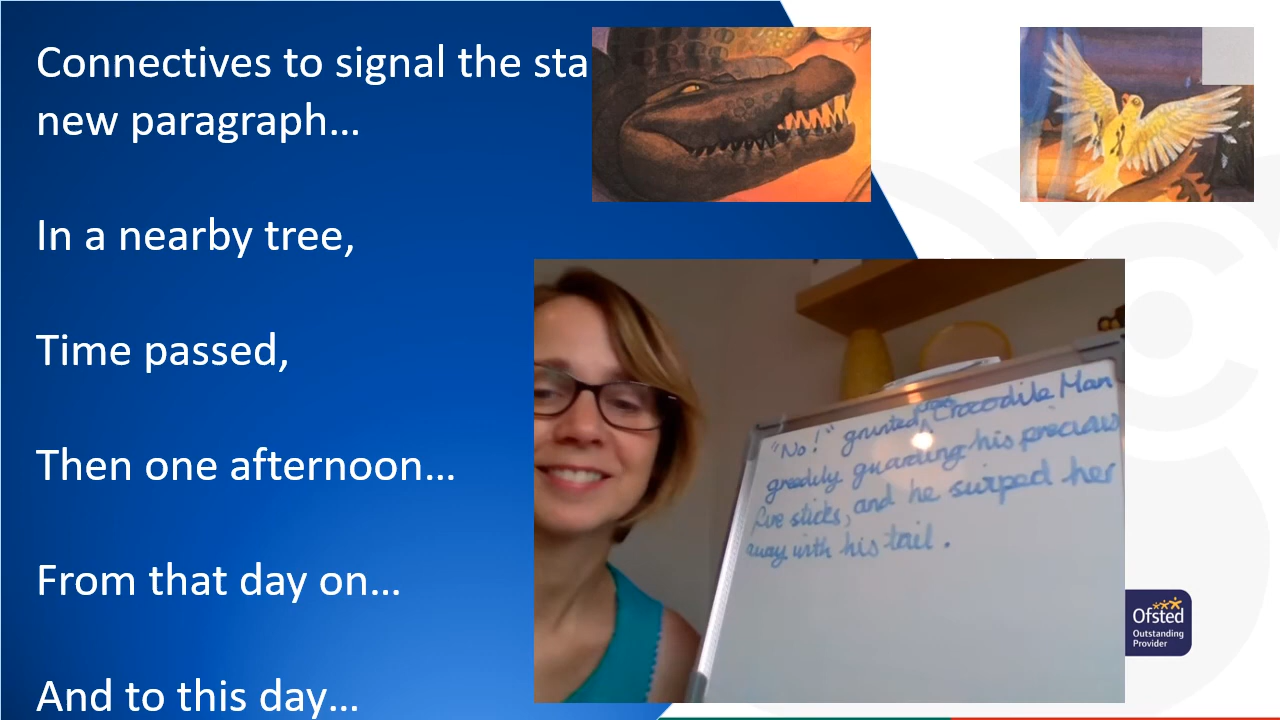 Connectives to signal the sta
new paragraph...
In a nearby tree,
Time passed,
Then one afternoon...
From that day on...
And to this day...
"No!" grunted Crocodile Man
greedily guarding his precious
fire sticks, and he swiped her
away with his tail.
Ofsted
Outstanding
Provider